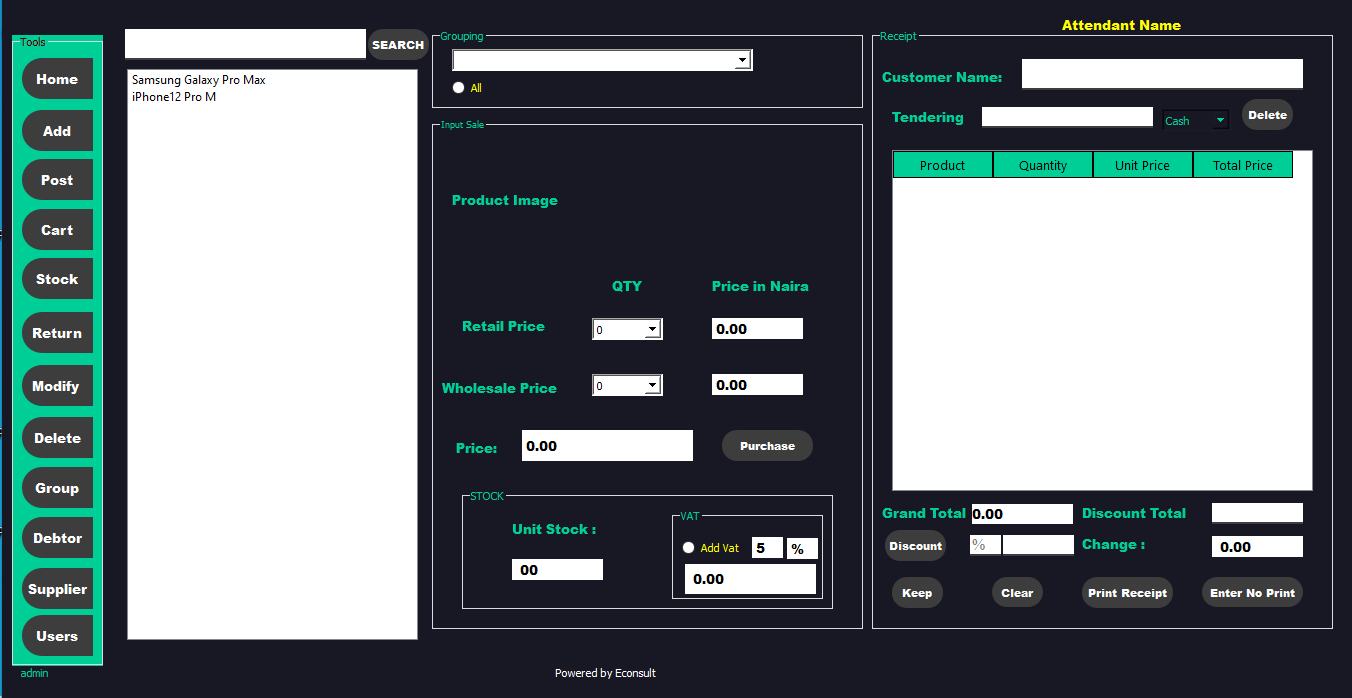 Tools
Home
Add
Post
Cart
Stock
Return
Modify
Delete
Group
Debtor
Supplier
Users
admin
SEARCH
Samsung Galaxy Pro Max
iPhone12 Pro M
Grouping
All
Input Sale
Product Image
QTY Price in Naira
Retail Price 0 0.00
Wholesale Price 0 0.00
Price: 0.00 Purchase
STOCK
Unit Stock :
00
VAT
Add Vat 5 %
0.00
Powered by Econsult
Attendant Name
Receipt
Customer Name:
Tendering Cash Delete
Product Quantity Unit Price Total Price
Grand Total 0.00 Discount Total
Discount % Change : 0.00
Keep Clear Print Receipt Enter No Print